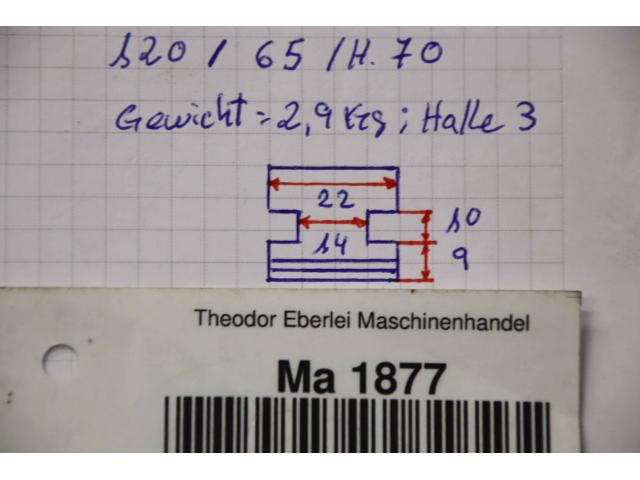 120 / 65 / H. 70
Gewicht = 2,9 Kg ; Halle 3
22
10
14
9
Theodor Eberlei Maschinenhandel
Ma 1877